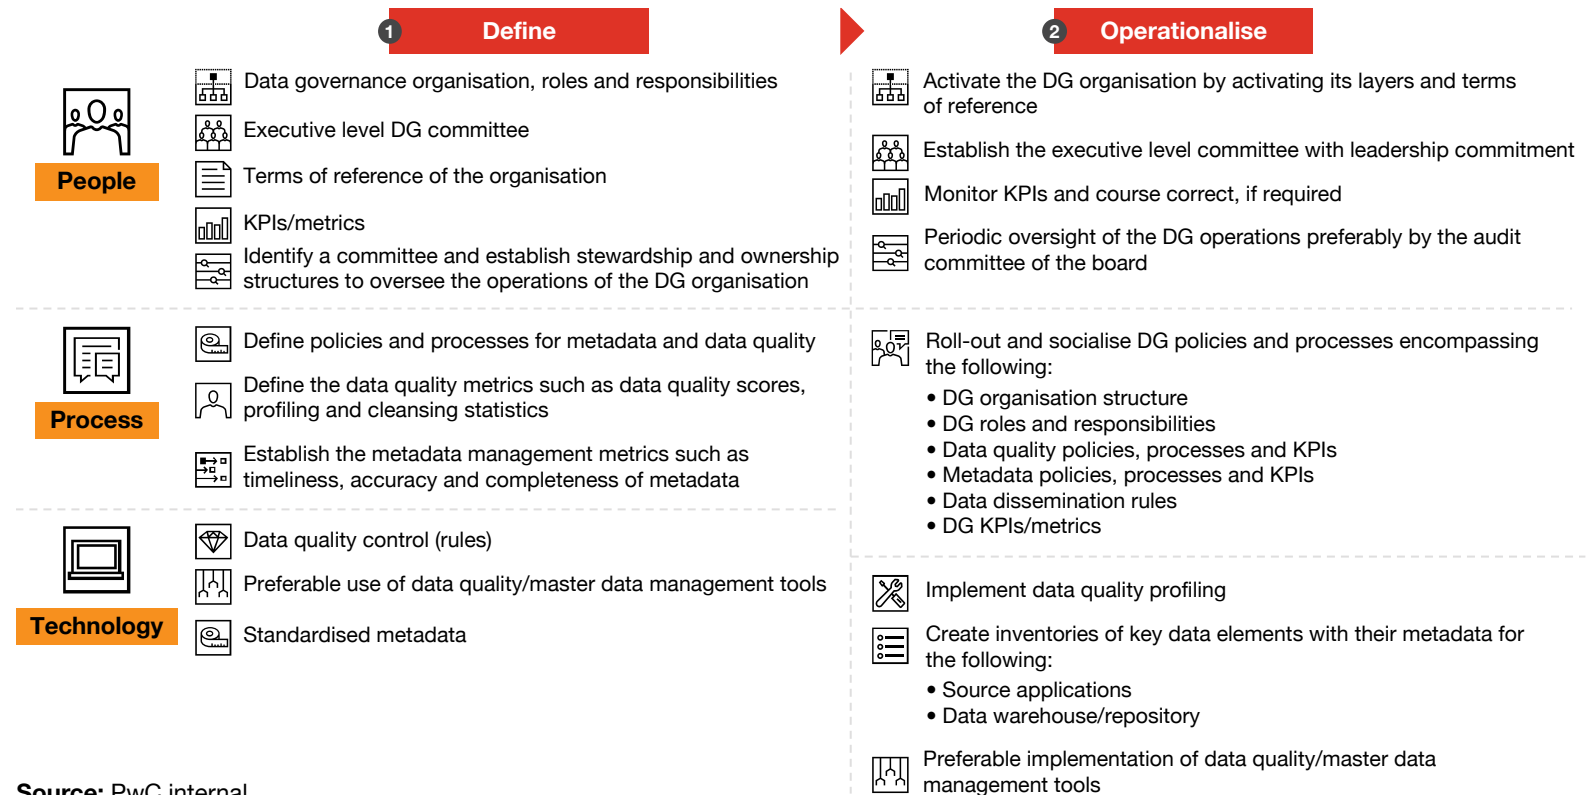 1 Define
2 Operationalise
People
Data governance organisation, roles and responsibilities
Executive level DG committee
Terms of reference of the organisation
KPIs/metrics
Identify a committee and establish stewardship and ownership
structures to oversee the operations of the DG organisation
Activate the DG organisation by activating its layers and terms
of reference
Establish the executive level committee with leadership commitment
Monitor KPIs and course correct, if required
Periodic oversight of the DG operations preferably by the audit
committee of the board
Process
Define policies and processes for metadata and data quality
Define the data quality metrics such as data quality scores,
profiling and cleansing statistics
Establish the metadata management metrics such as
timeliness, accuracy and completeness of metadata
Roll-out and socialise DG policies and processes encompassing
the following:
• DG organisation structure
• DG roles and responsibilities
• Data quality policies, processes and KPIs
• Metadata policies, processes and KPIs
• Data dissemination rules
• DG KPIs/metrics
Technology
Data quality control (rules)
Preferable use of data quality/master data management tools
Standardised metadata
Implement data quality profiling
Create inventories of key data elements with their metadata for
the following:
• Source applications
• Data warehouse/repository
Preferable implementation of data quality/master data
management tools
Source: PwC internal